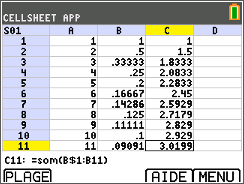 CELLSHEET APP
S01 A B C D
1 1 1 1
2 2 .5 1.5
3 3 .33333 1.8333
4 4 .25 2.0833
5 5 .2 2.2833
6 6 .16667 2.45
7 7 .14286 2.5929
8 8 .125 2.7179
9 9 .11111 2.829
10 10 .1 2.929
11 11 .09091 3.0199
C11: =som(B$1:B11)
PLAGE AIDE MENU